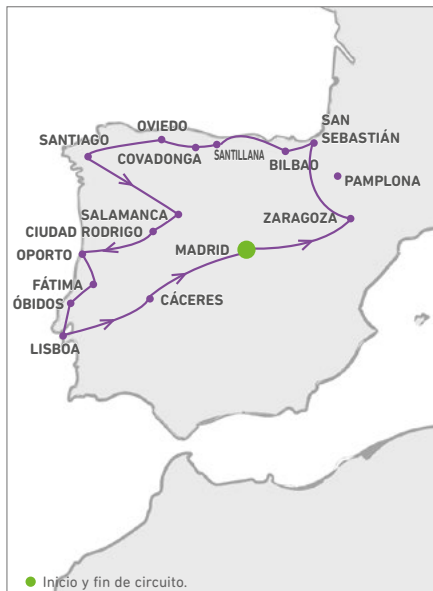 OVIEDO
SAN
SEBASTIÁN
SANTIAGO
COVADONGA
SANTILLANA
BILBAO
PAMPLONA
SALAMANCA
ZARAGOZA
CIUDAD RODRIGO
OPORTO
MADRID
FÁTIMA
ÓBIDOS
CÁCERES
LISBOA
Inicio y fin de circuito.